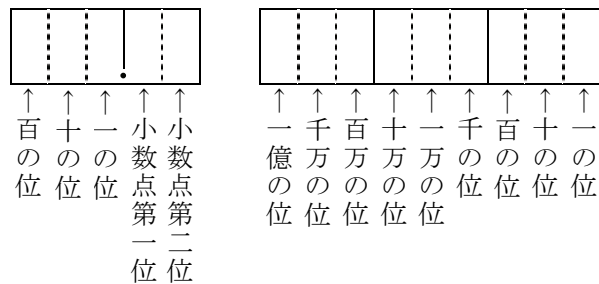 ↑百の位
↑十の位
↑一の位
↑小数点第一位
↑小数点第二位
↑一億の位
↑千万の位
↑百万の位
↑十万の位
↑一万の位
↑千の位
↑百の位
↑十の位
↑一の位